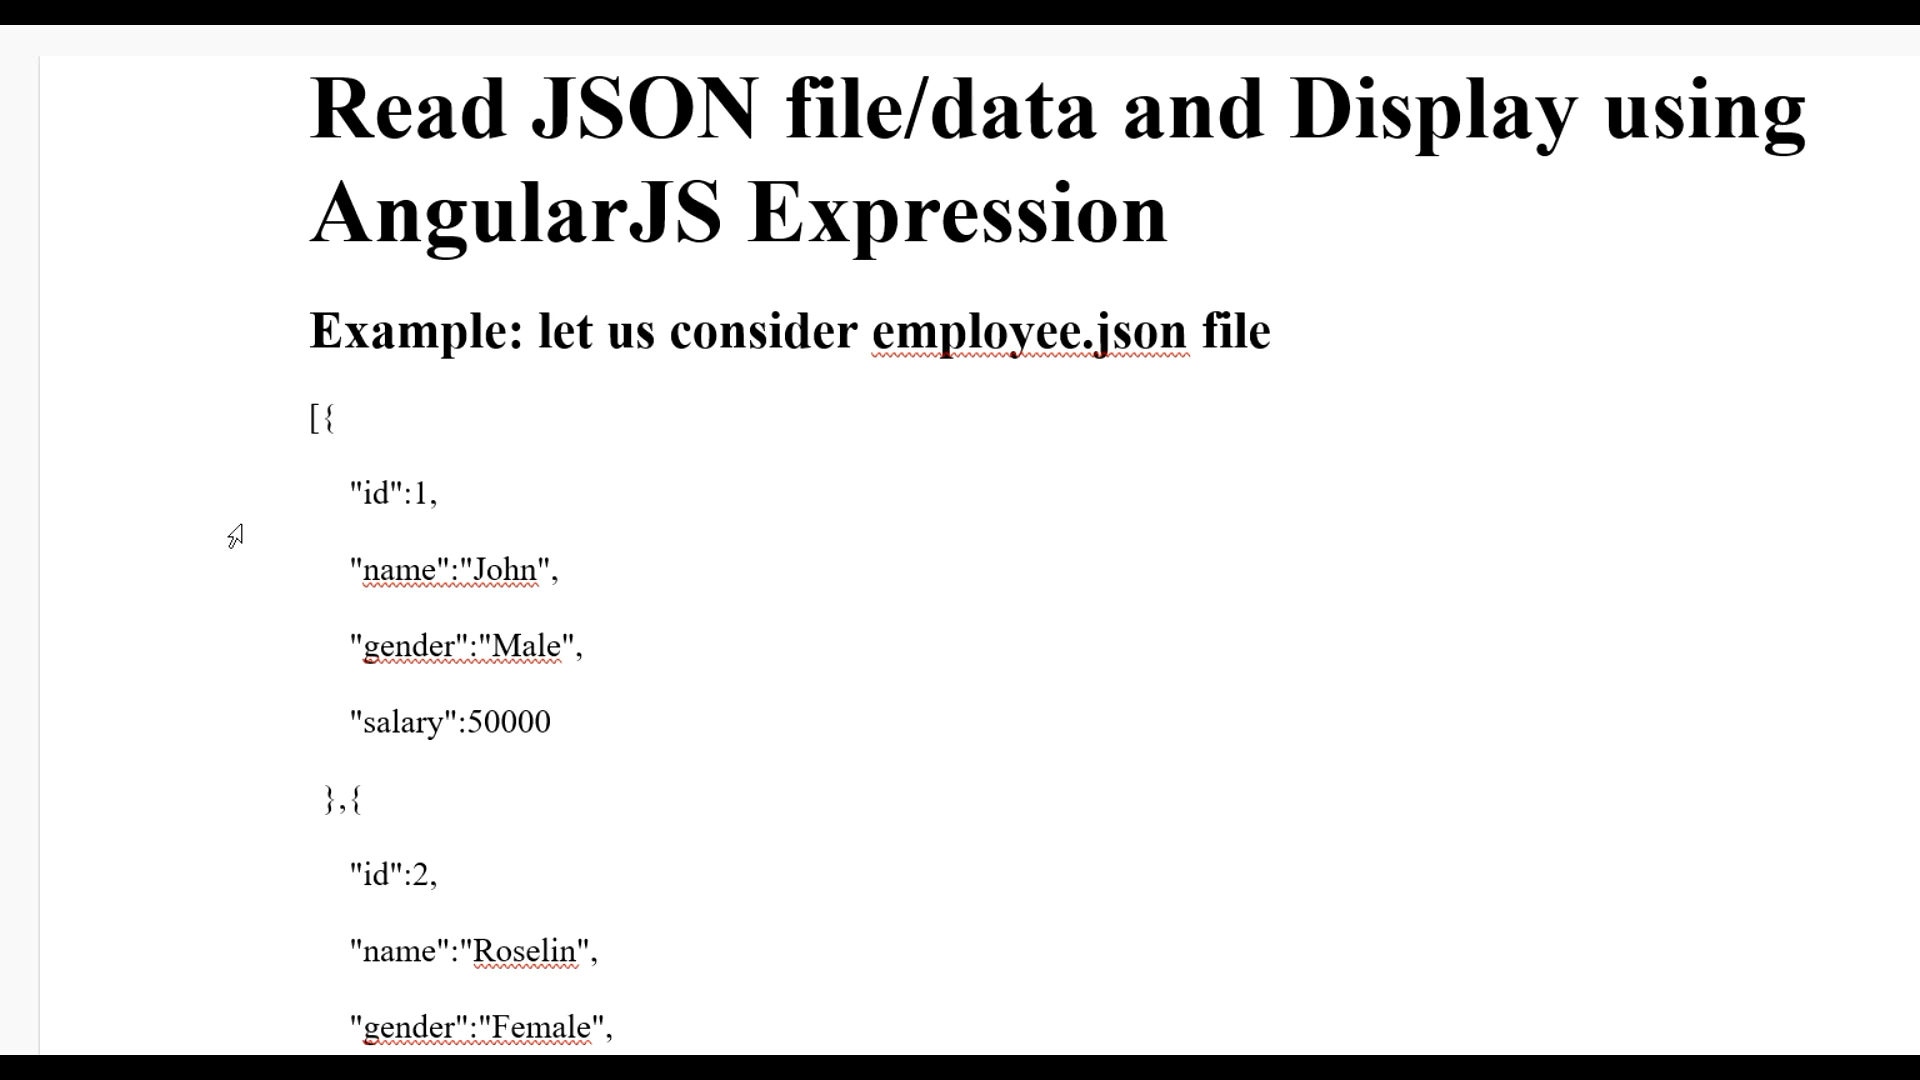 Read JSON file/data and Display using
AngularJS Expression
Example: let us consider employee.json file
[{
"id":1,
"name":"John",
"gender":"Male",
"salary":50000
},{
"id":2,
"name":"Roselin",
"gender":"Female",